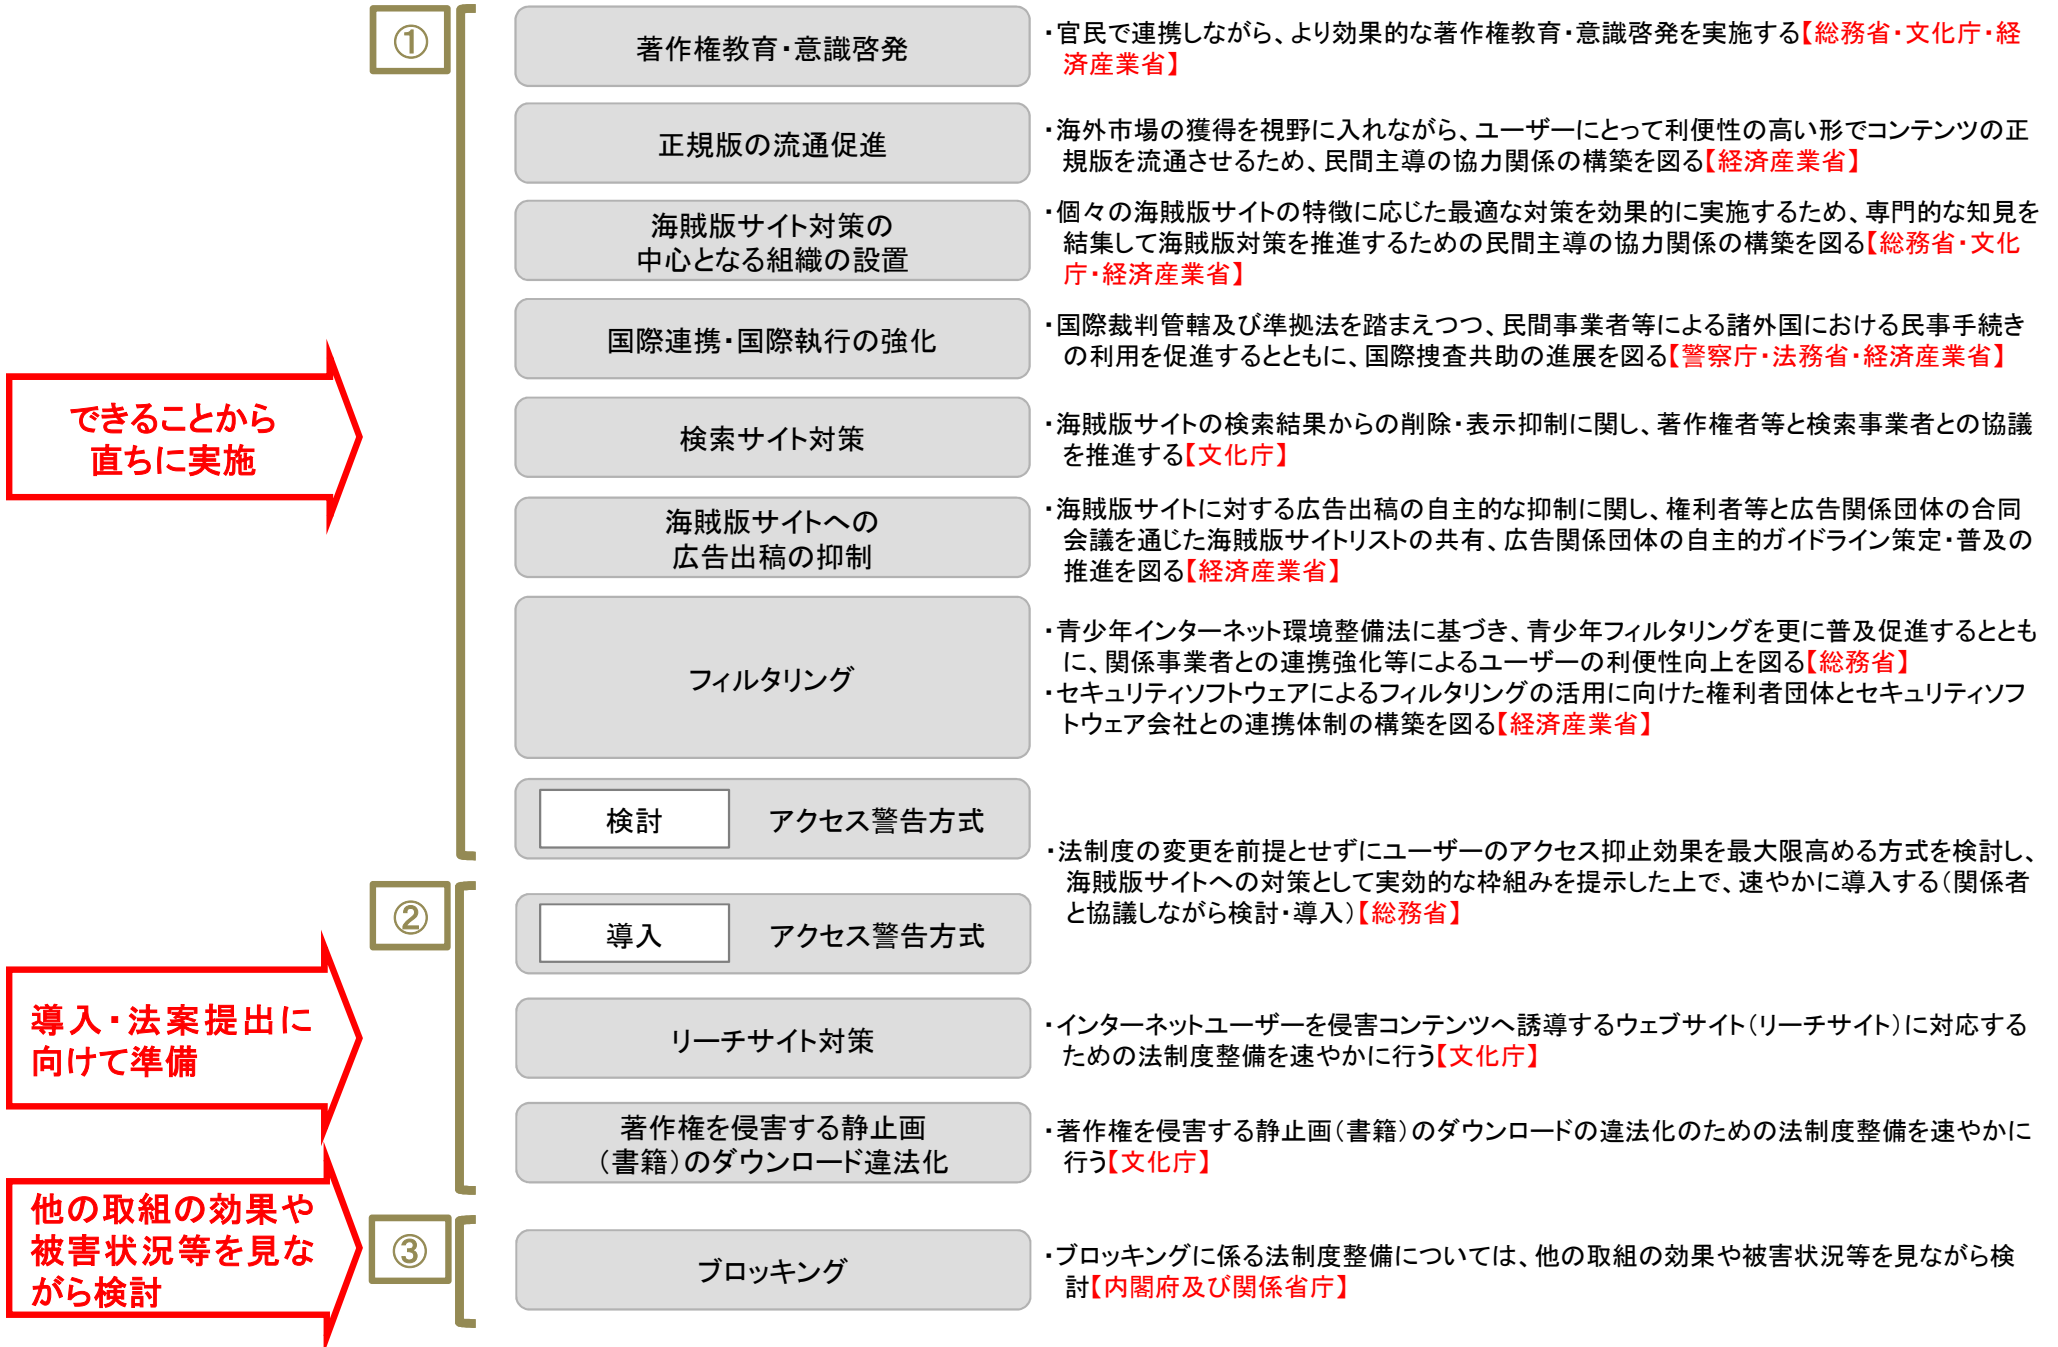 ①
著作権教育・意識啓発
・官民で連携しながら、より効果的な著作権教育・意識啓発を実施する【総務省・文化庁・経
済産業省】
正規版の流通促進
・海外市場の獲得を視野に入れながら、ユーザーにとって利便性の高い形でコンテンツの正
規版を流通させるため、民間主導の協力関係の構築を図る【経済産業省】
海賊版サイト対策の
中心となる組織の設置
・個々の海賊版サイトの特徴に応じた最適な対策を効果的に実施するため、専門的な知見を
結集して海賊版対策を推進するための民間主導の協力関係の構築を図る【総務省・文化
庁・経済産業省】
国際連携・国際執行の強化
・国際裁判管轄及び準拠法を踏まえつつ、民間事業者等による諸外国における民事手続き
の利用を促進するとともに、国際捜査共助の進展を図る【警察庁・法務省・経済産業省】
できることから
直ちに実施
検索サイト対策
・海賊版サイトの検索結果からの削除・表示抑制に関し、著作権者等と検索事業者との協議
を推進する【文化庁】
海賊版サイトへの
広告出稿の抑制
・海賊版サイトに対する広告出稿の自主的な抑制に関し、権利者等と広告関係団体の合同
会議を通じた海賊版サイトリストの共有、広告関係団体の自主的ガイドライン策定・普及の
推進を図る【経済産業省】
フィルタリング
・青少年インターネット環境整備法に基づき、青少年フィルタリングを更に普及促進するととも
に、関係事業者との連携強化等によるユーザーの利便性向上を図る【総務省】
・セキュリティソフトウェアによるフィルタリングの活用に向けた権利者団体とセキュリティソフ
トウェア会社との連携体制の構築を図る【経済産業省】
検討 アクセス警告方式
・法制度の変更を前提とせずにユーザーのアクセス抑止効果を最大限高める方式を検討し、
海賊版サイトへの対策として実効的な枠組みを提示した上で、速やかに導入する（関係者
と協議しながら検討・導入）【総務省】
②
導入 アクセス警告方式
導入・法案提出に
向けて準備
リーチサイト対策
・インターネットユーザーを侵害コンテンツへ誘導するウェブサイト（リーチサイト）に対応する
ための法制度整備を速やかに行う【文化庁】
著作権を侵害する静止画
（書籍）のダウンロード違法化
・著作権を侵害する静止画（書籍）のダウンロードの違法化のための法制度整備を速やかに
行う【文化庁】
他の取組の効果や
被害状況等を見な
がら検討
③
ブロッキング
・ブロッキングに係る法制度整備については、他の取組の効果や被害状況等を見ながら検
討【内閣府及び関係省庁】